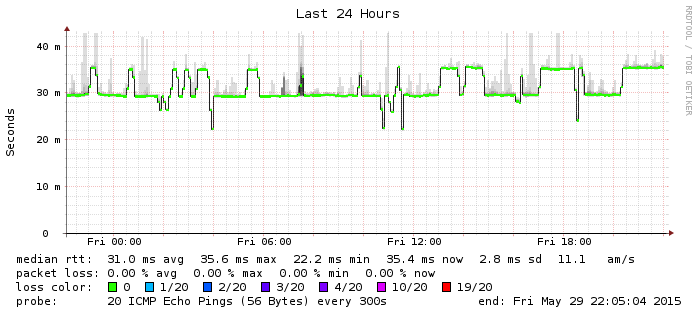 Last 24 Hours
RRDTOOL / TOBI OETIKER
Seconds
40 m
30 m
20 m
10 m
0
Fri 00:00 Fri 06:00 Fri 12:00 Fri 18:00
median rtt: 31.0 ms avg 35.6 ms max 22.2 ms min 35.4 ms now 2.8 ms sd 11.1 am/s
packet loss: 0.00 % avg 0.00 % max 0.00 % min 0.00 % now
loss color: 0 1/20 2/20 3/20 4/20 10/20 19/20
probe: 20 ICMP Echo Pings (56 Bytes) every 300s end: Fri May 29 22:05:04 2015